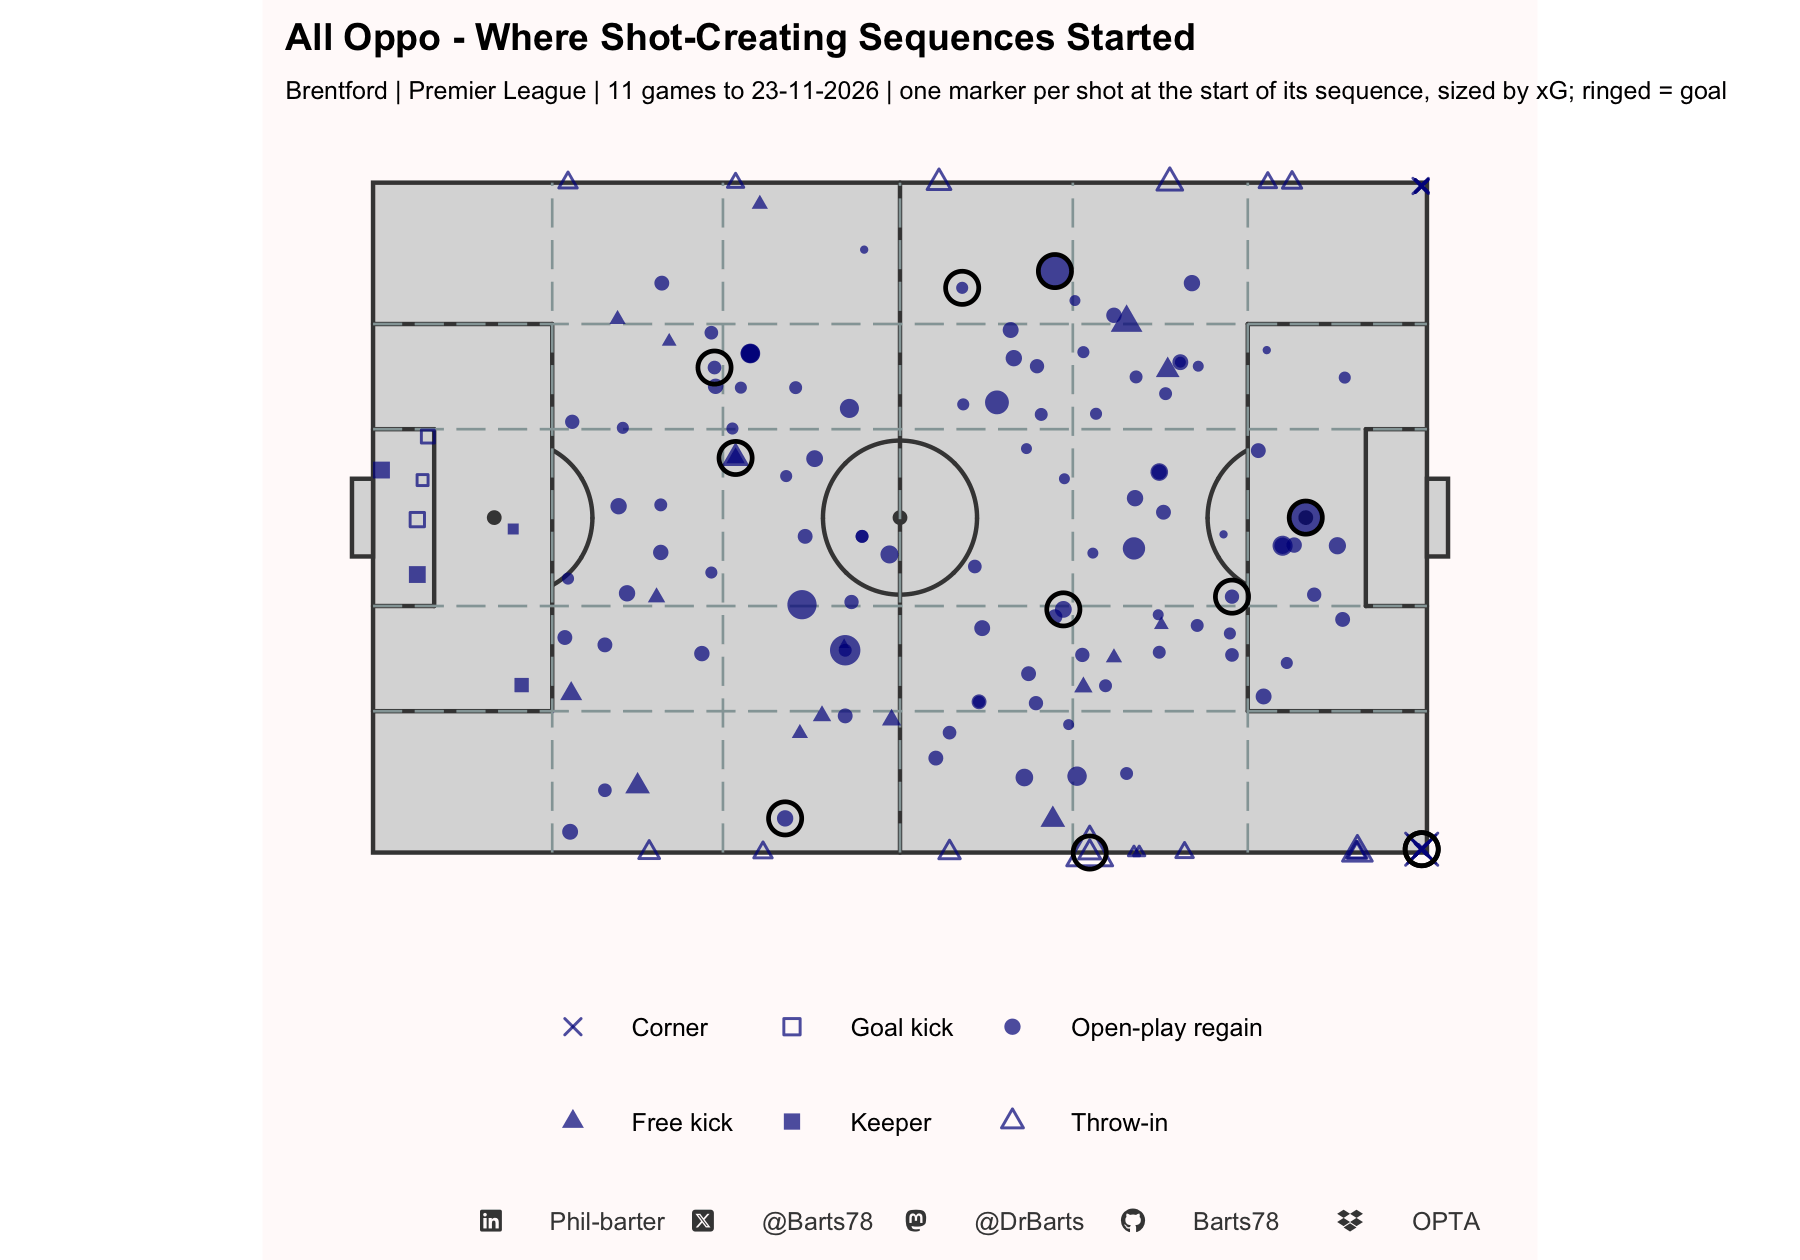 All Oppo - Where Shot-Creating Sequences Started
Brentford | Premier League | 11 games to 23-11-2026 | one marker per shot at the start of its sequence, sized by xG; ringed = goal
Corner Goal kick Open-play regain
Free kick Keeper Throw-in
Phil-barter @Barts78 @DrBarts Barts78 OPTA